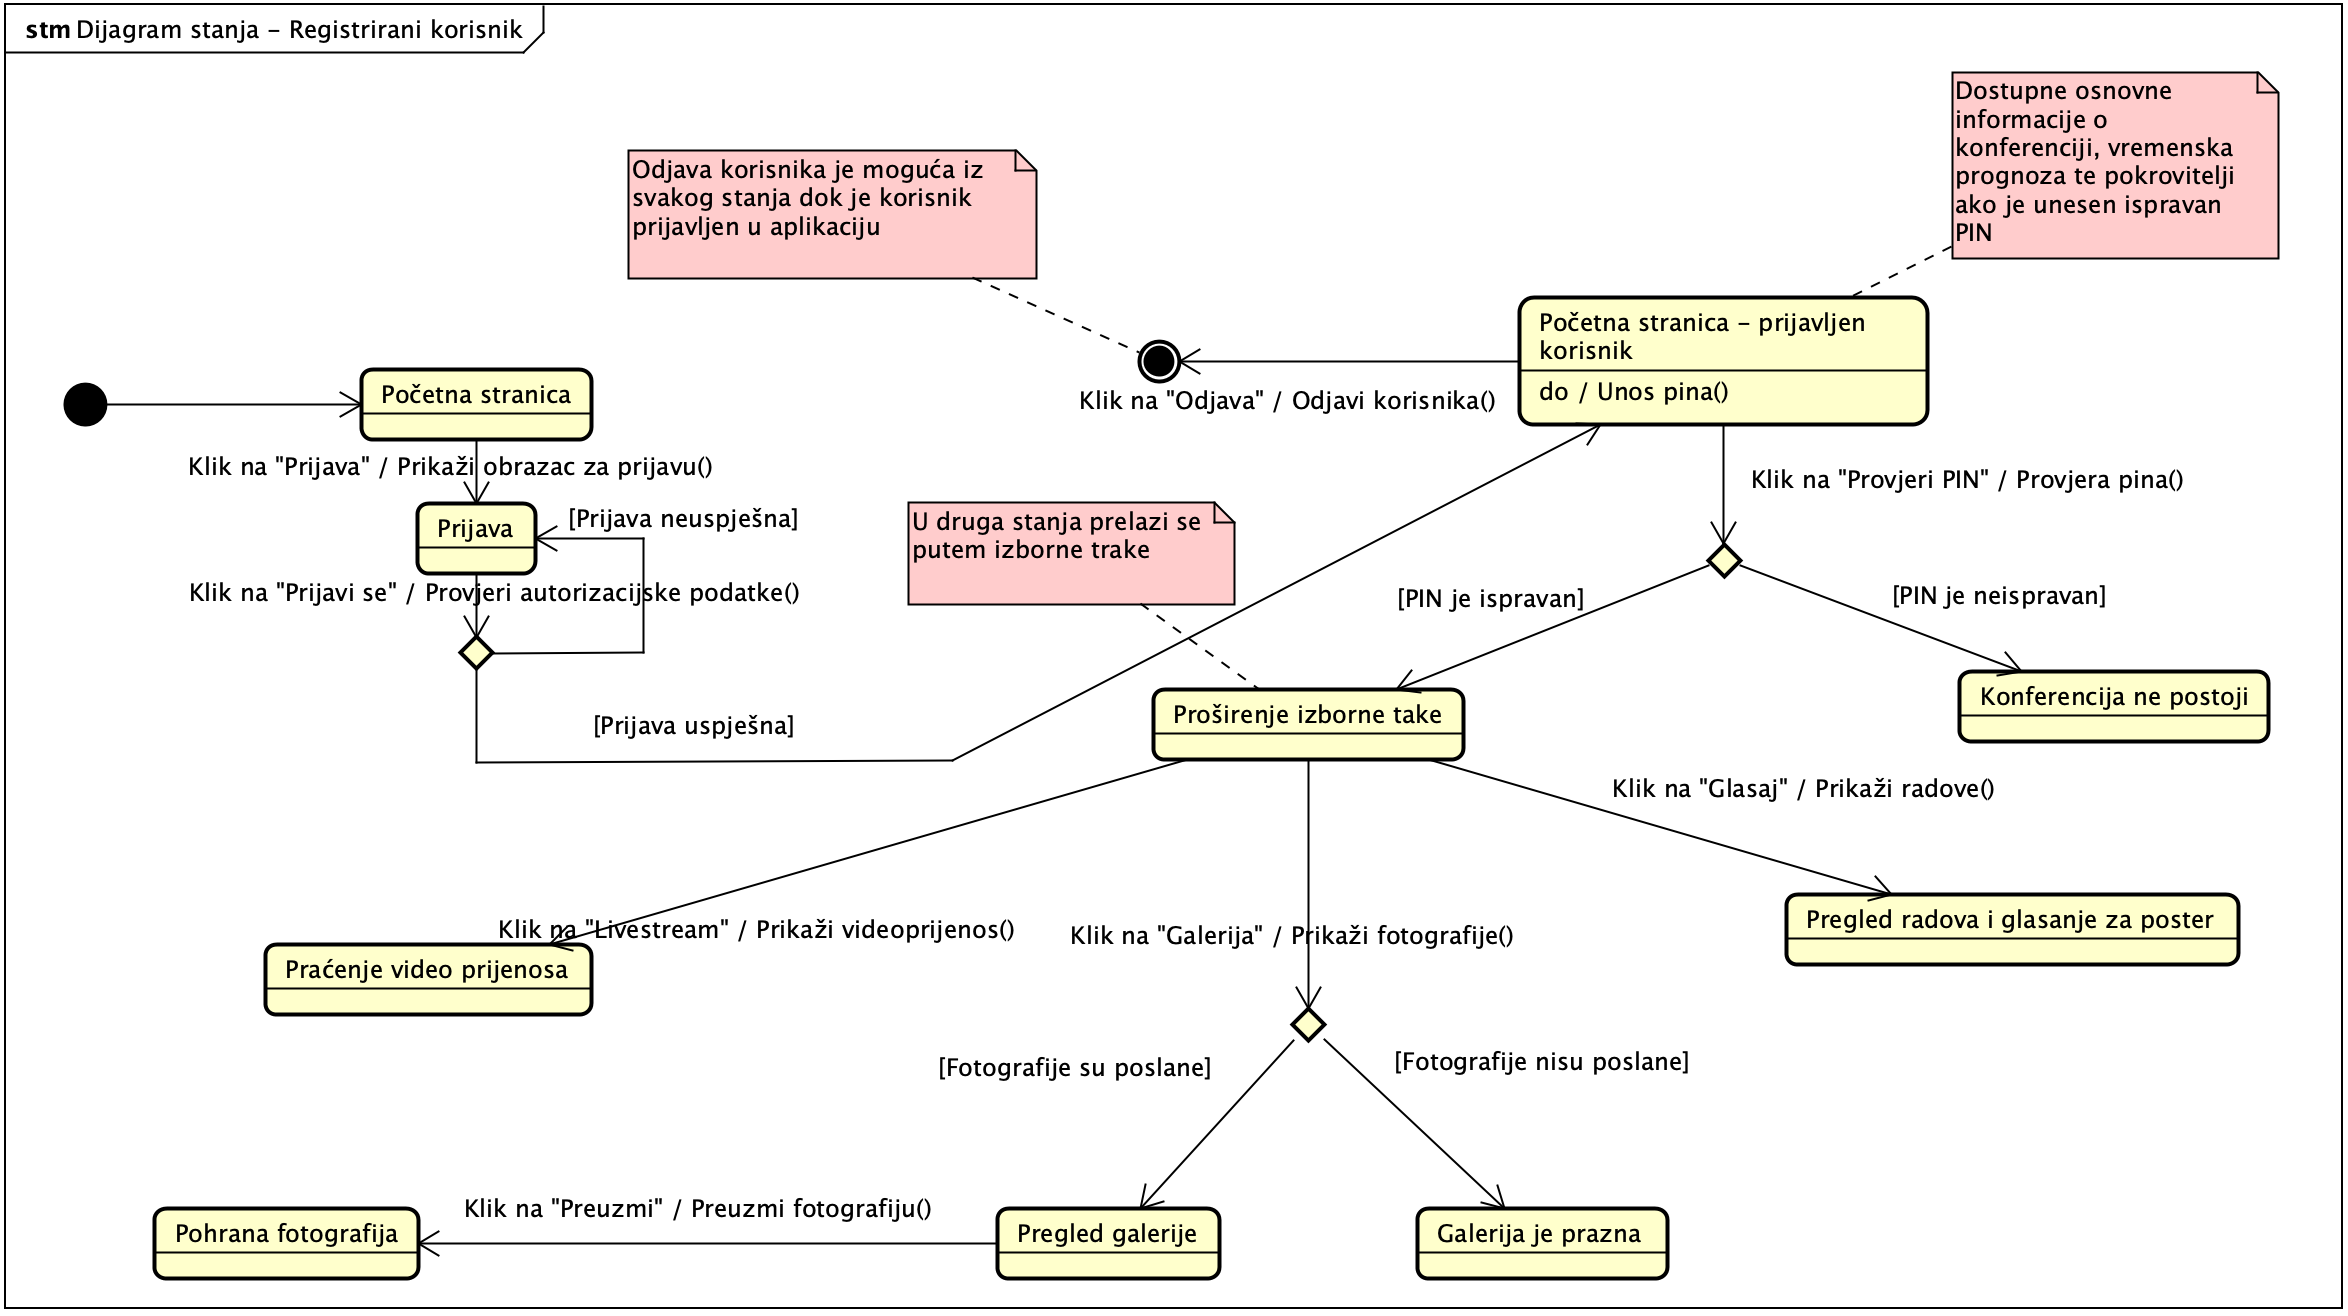 stm Dijagram stanja - Registrirani korisnik
Dostupne osnovne
informacije o
konferenciji, vremenska
prognoza te pokrovitelji
ako je unesen ispravan
PIN
Odjava korisnika je moguća iz
svakog stanja dok je korisnik
prijavljen u aplikaciju
Početna stranica - prijavljen
korisnik
do / Unos pina()
Klik na "Odjava" / Odjavi korisnika()
Početna stranica
Klik na "Prijava" / Prikaži obrazac za prijavu()
Prijava
[Prijava neuspješna]
Klik na "Prijavi se" / Provjeri autorizacijske podatke()
[Prijava uspješna]
U druga stanja prelazi se
putem izborne trake
Klik na "Provjeri PIN" / Provjera pina()
[PIN je ispravan]
[PIN je neispravan]
Proširenje izborne take
Konferencija ne postoji
Klik na "Glasaj" / Prikaži radove()
Klik na "Livestream" / Prikaži videoprijenos()
Klik na "Galerija" / Prikaži fotografije()
Pregled radova i glasanje za poster
Praćenje video prijenosa
[Fotografije su poslane]
[Fotografije nisu poslane]
Klik na "Preuzmi" / Preuzmi fotografiju()
Pohrana fotografija
Pregled galerije
Galerija je prazna